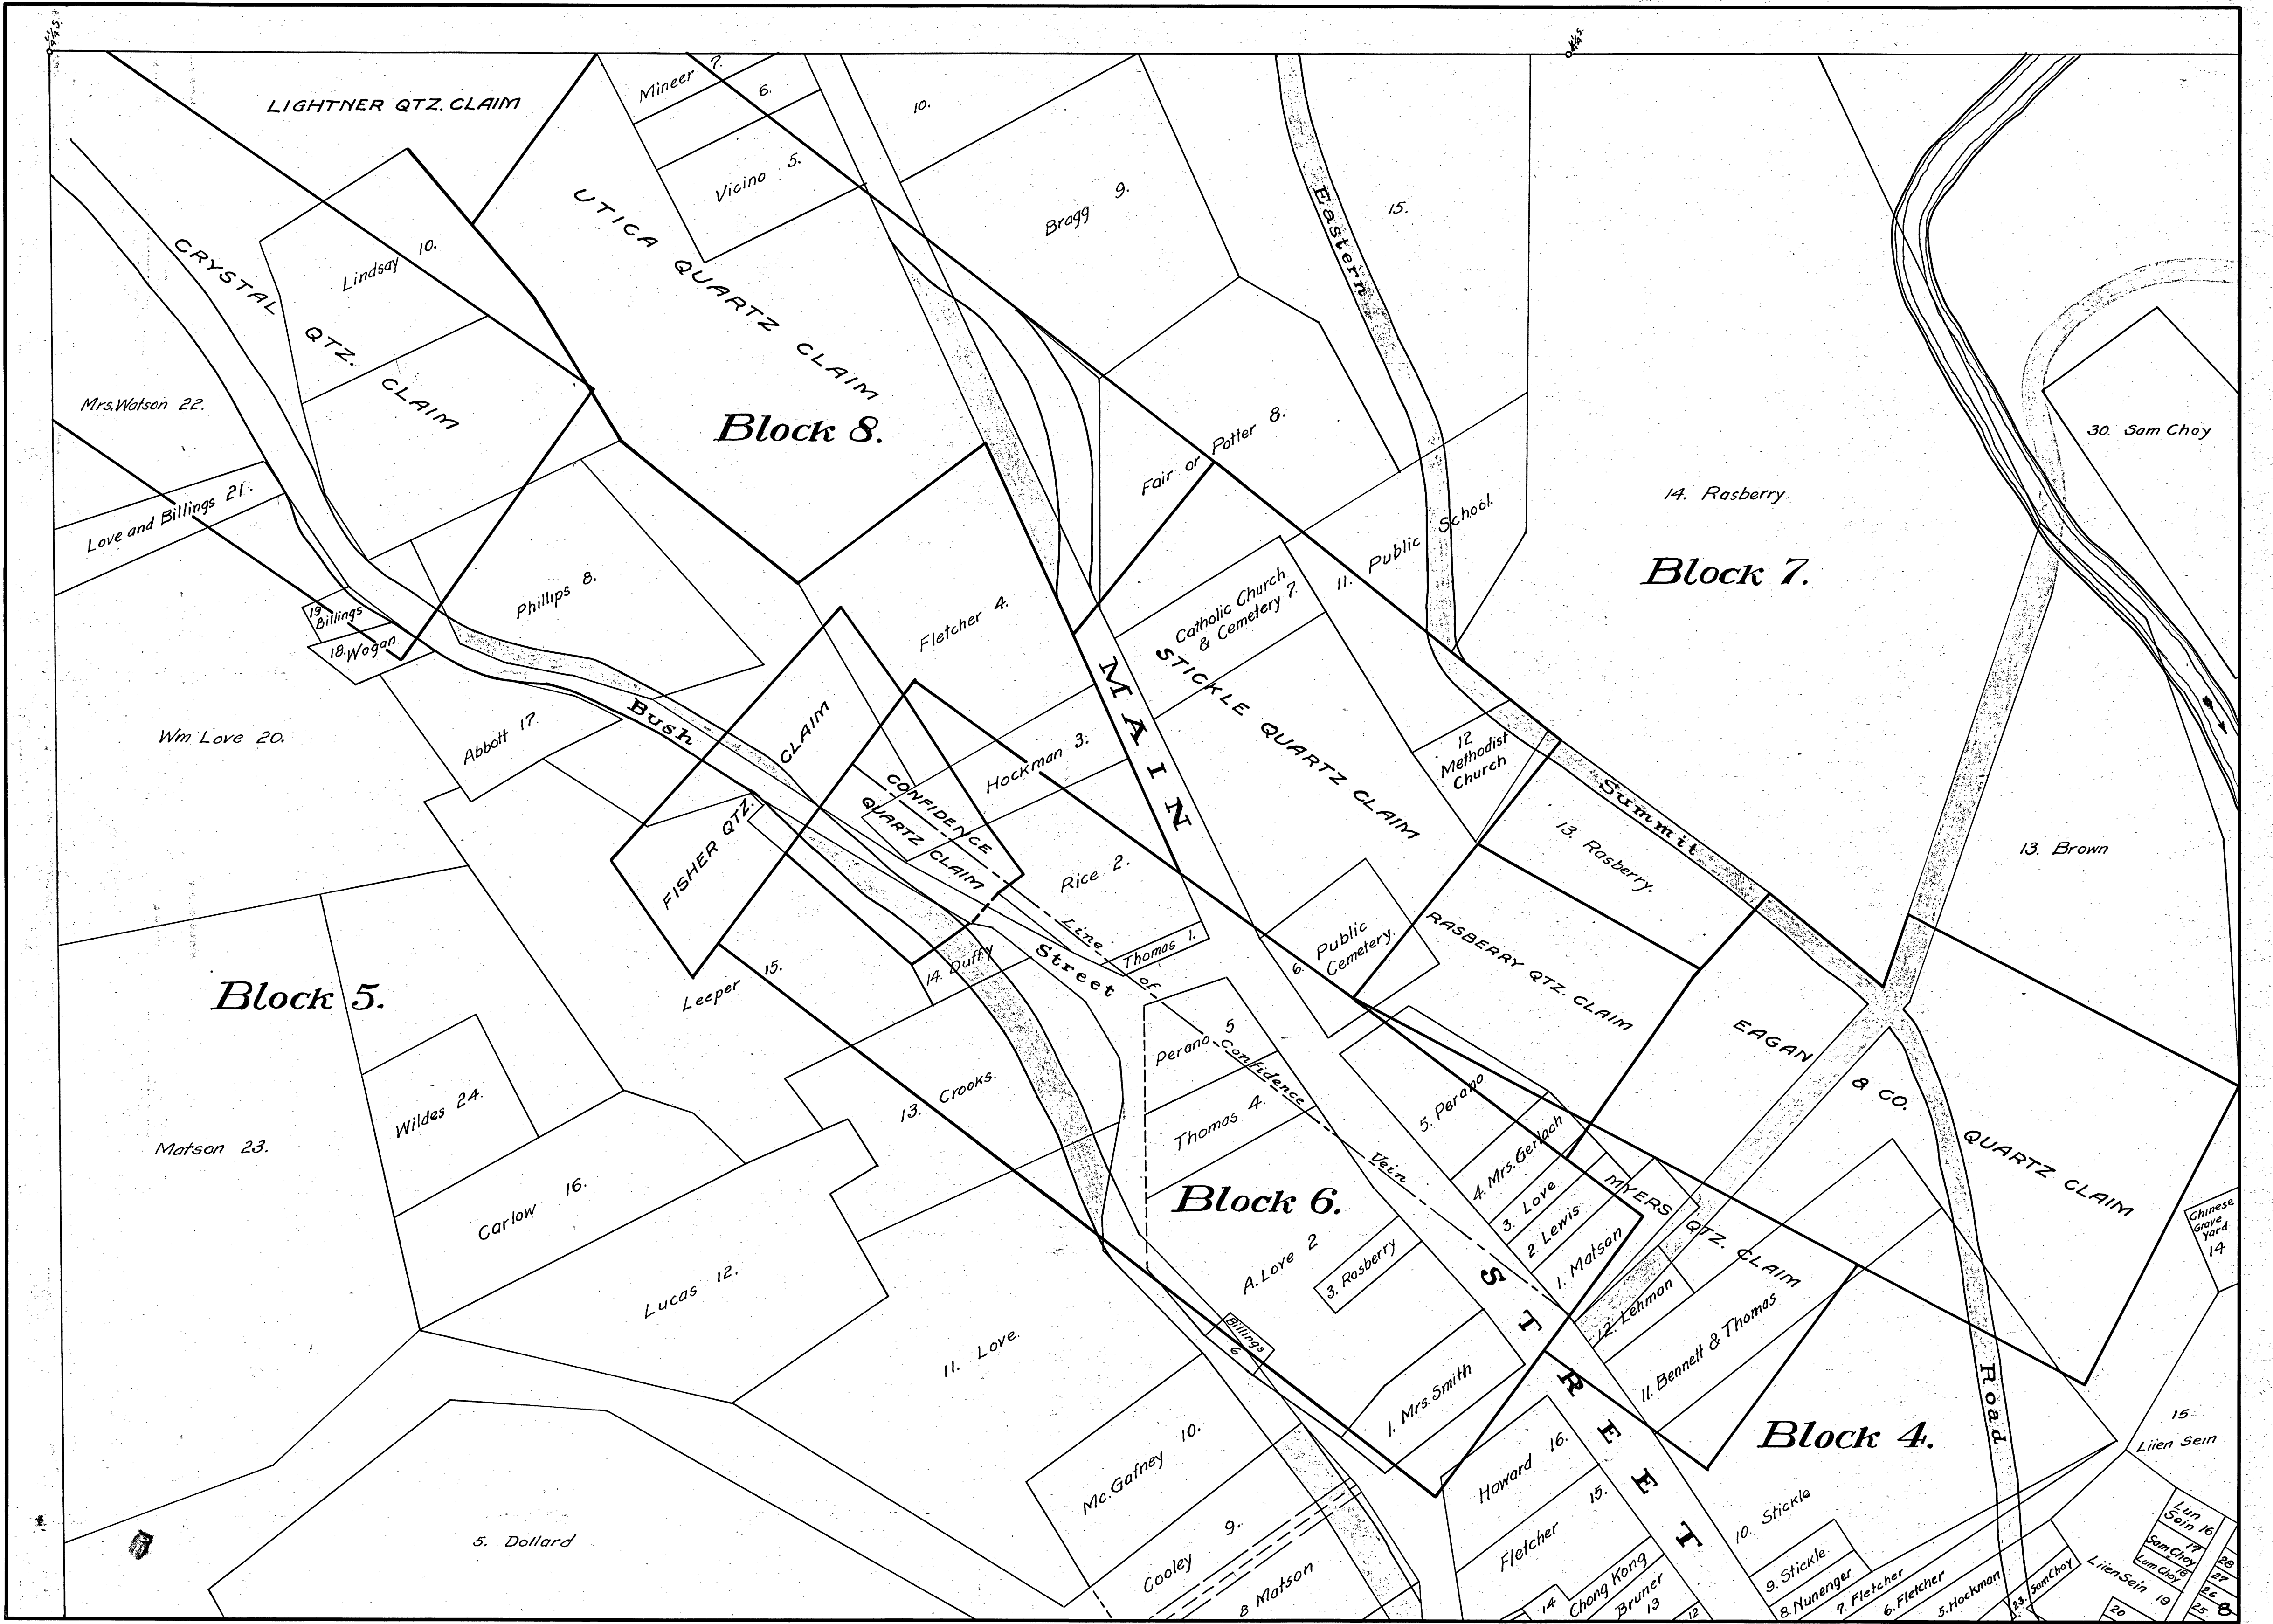 LIGHTNER QTZ. CLAIM
Mineer 7.
6.
Vicino 5.
10.
Bragg 9.
Eastern
15.
UTICA QUARTZ CLAIM
CRYSTAL QTZ. CLAIM
Lindsay 10.
Mrs. Watson 22.
Block 8.
Fair or Potter 8.
30. Sam Choy
14. Rasberry
Block 7.
Love and Billings 21.
19
Billings
18. Wogan
Phillips 8.
Fletcher 4.
Catholic Church
& Cemetery 7.
11. Public School.
STICKLE QUARTZ CLAIM
MAIN
Wm Love 20.
Abbott 17.
Bush
CLAIM
FISHER QTZ.
CONFIDENCE
QUARTZ CLAIM
Hockman 3.
12
Methodist
Church
Summit
13. Rasberry.
13. Brown
Rice 2.
Line of
Thomas 1.
Street
14. Duffy
Leeper 15.
Block 5.
6. Public
Cemetery.
RASBERRY QTZ. CLAIM
EAGAN & CO. QUARTZ CLAIM
Perano 5
Confidence
Thomas 4.
Vein
13. Crooks.
Wildes 24.
Matson 23.
Carlow 16.
Block 6.
5. Perano
4. Mrs. Gerlach
3. Love
2. Lewis
1. Matson
MYERS QTZ. CLAIM
Chinese
Grave
Yard
14
Lucas 12.
A. Love 2
3. Rasberry
STREET
12. Lehman
11. Bennett & Thomas
Billings
6
11. Love.
1. Mrs. Smith
Road
Block 4.
15
Liien Sein
Mc. Gafney 10.
Howard 16.
Fletcher 15.
10. Stickle
5. Dollard
Cooley 9.
8 Matson
14
Chong Kong
Bruner
13
12
9. Stickle
8. Nunenger
7. Fletcher
6. Fletcher
5. Hockman
23.
Sam Choy
Lun
Sein 16
17
Sam Choy
Lum Choy 18
Liien Sein 19
20
28
27
26
25
8